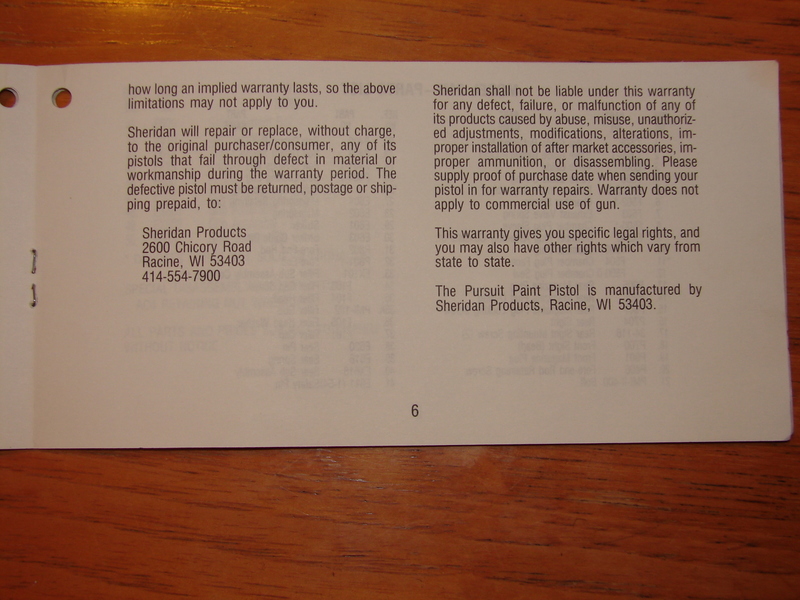 how long an implied warranty lasts, so the above
limitations may not apply to you.
Sheridan will repair or replace, without charge,
to the original purchaser/consumer, any of its
pistols that fail through defect in material or
workmanship during the warranty period. The
defective pistol must be returned, postage or ship-
ping prepaid, to:
Sheridan Products
2600 Chicory Road
Racine, WI 53403
414-554-7900
Sheridan shall not be liable under this warranty
for any defect, failure, or malfunction of any of
its products caused by abuse, misuse, unauthoriz-
ed adjustments, modifications, alterations, im-
proper installation of after market accessories, im-
proper ammunition, or disassembling. Please
supply proof of purchase date when sending your
pistol in for warranty repairs. Warranty does not
apply to commercial use of gun.
This warranty gives you specific legal rights, and
you may also have other rights which vary from
state to state.
The Pursuit Paint Pistol is manufactured by
Sheridan Products, Racine, WI 53403.
6